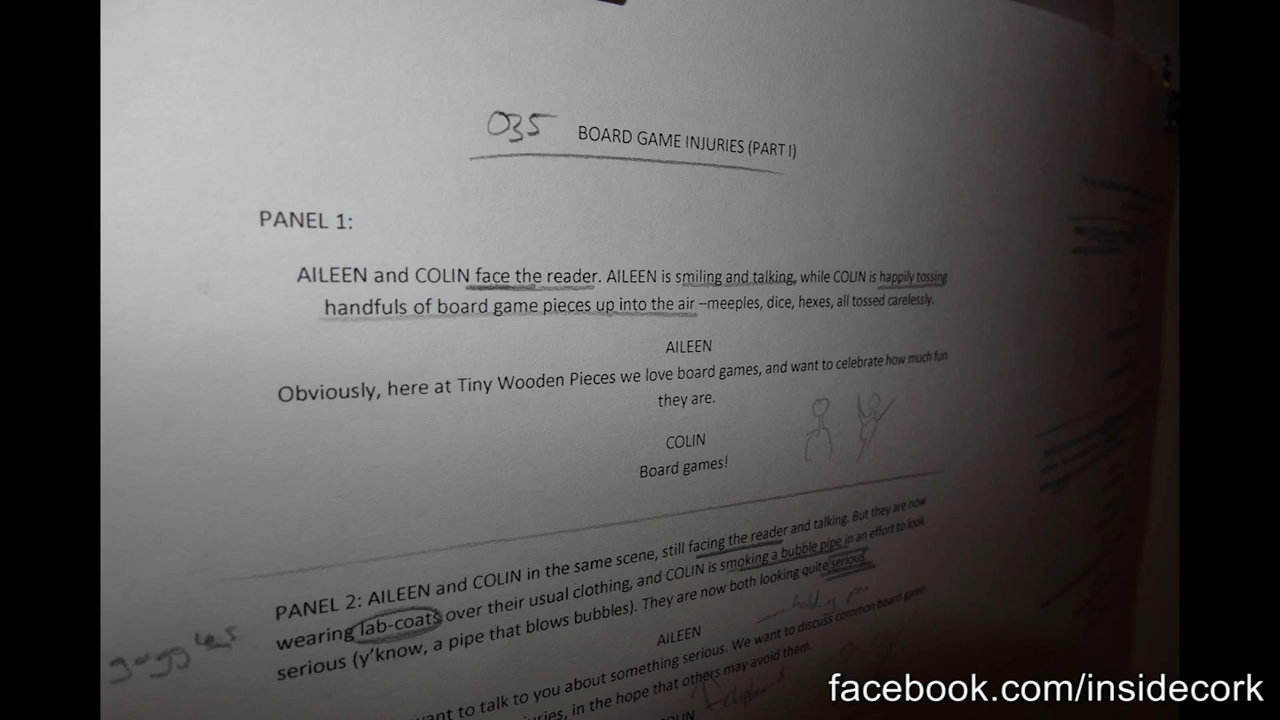 035 BOARD GAME INJURIES (PART I)
PANEL 1:
AILEEN and COLIN face the reader. AILEEN is smiling and talking, while COLIN is happily tossing
handfuls of board game pieces up into the air –meeples, dice, hexes, all tossed carelessly.
AILEEN
Obviously, here at Tiny Wooden Pieces we love board games, and want to celebrate how much fun
they are.
COLIN
Board games!
PANEL 2: AILEEN and COLIN in the same scene, still facing the reader and talking. But they are now
wearing lab-coats over their usual clothing, and COLIN is smoking a bubble pipe in an effort to look
goggles
serious (y'know, a pipe that blows bubbles). They are now both looking quite serious.
holding
AILEEN
want to talk to you about something serious. We want to discuss common board game
injuries, in the hope that others may avoid them.
COLIN
facebook.com/insidecork